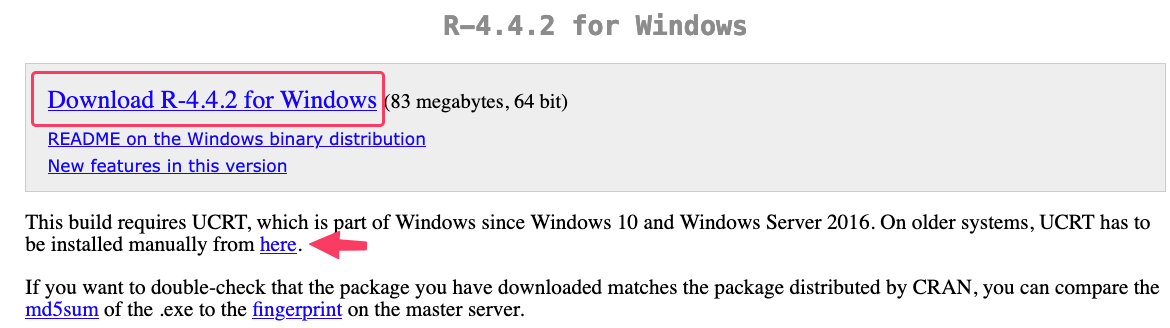 R-4.4.2 for Windows
Download R-4.4.2 for Windows (83 megabytes, 64 bit)
README on the Windows binary distribution
New features in this version
This build requires UCRT, which is part of Windows since Windows 10 and Windows Server 2016. On older systems, UCRT has to
be installed manually from here.
If you want to double-check that the package you have downloaded matches the package distributed by CRAN, you can compare the
md5sum of the .exe to the fingerprint on the master server.